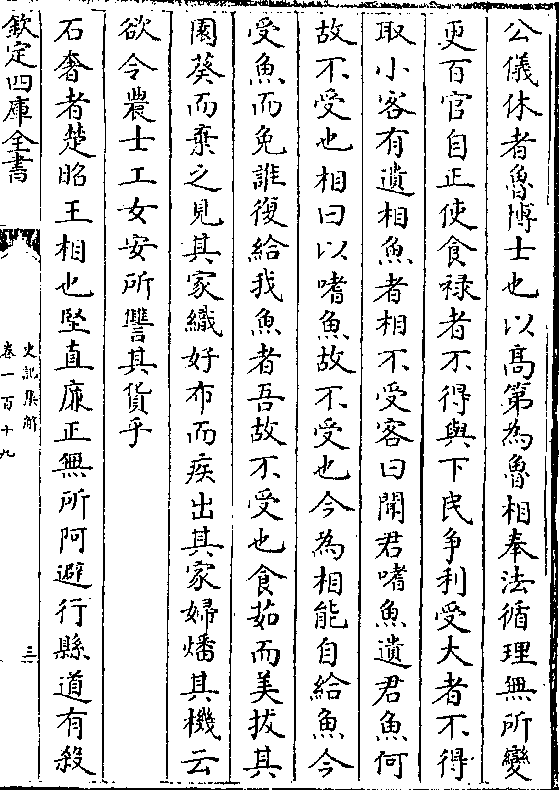 公儀休者魯博士也以髙第為魯相奉法循理無所變
更百官自正使食禄者不得與下民爭利受大者不得
取小客有遺相魚者相不受客曰聞君嗜魚遺君魚何
故不受也相曰以嗜魚故不受也今為相能自給魚今
受魚而免誰復給我魚者吾故不受也食茹而美拔其
園葵而棄之見其家織好布而疾出其家婦燔其機云
欲令農士工女安所讐其貨乎
石奢者楚昭王相也堅直廉正無所阿避行縣道有殺
欽定四庫全書
史記集解
卷一百十九
三